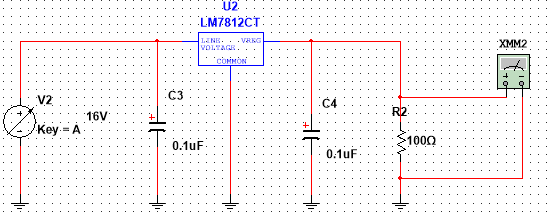 U2
LM7812CT
LINE VREG
VOLTAGE
COMMON
XMM2
V2
Key = A
16V
C3
0.1uF
C4
0.1uF
R2
100Ω